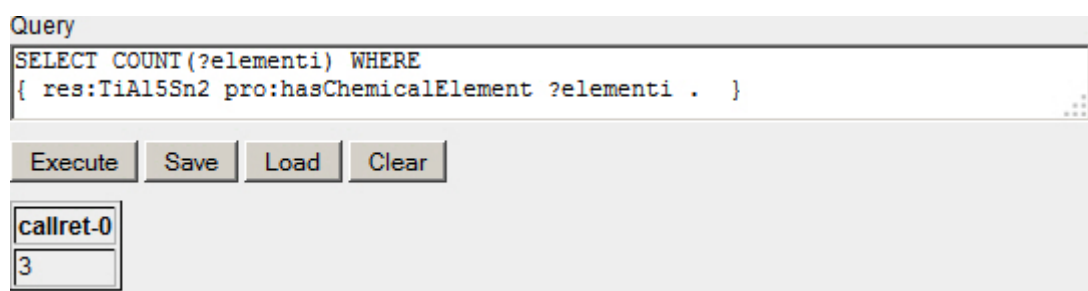 Query
SELECT COUNT(?elementi) WHERE
{ res:TiAl5Sn2 pro:hasChemicalElement ?elementi .  }
Execute Save Load Clear
callret-0
3